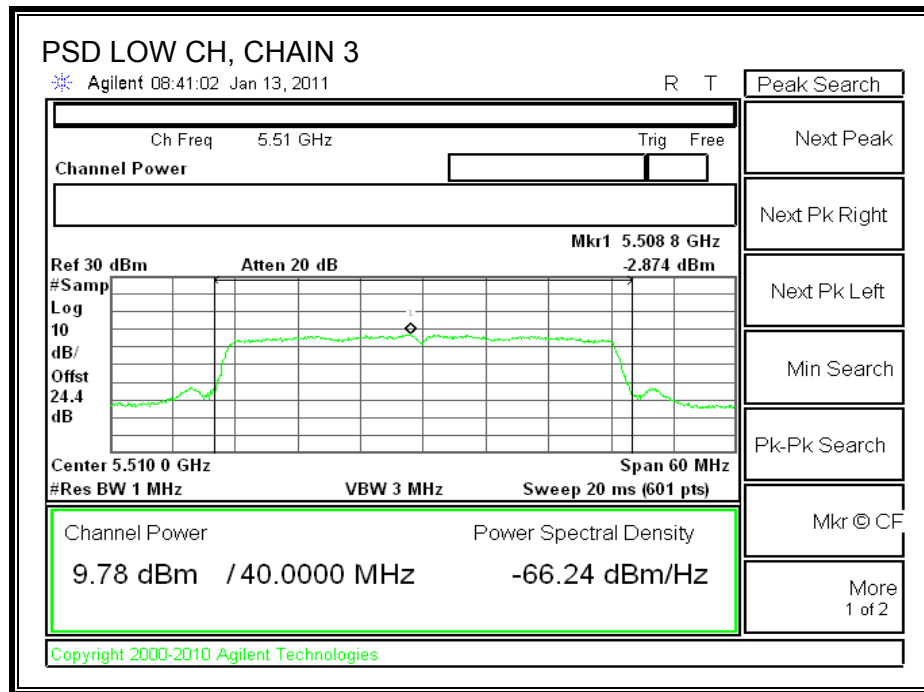 PSD LOW CH, CHAIN 3
Agilent 08:41:02 Jan 13, 2011 R T
Peak Search
Ch Freq 5.51 GHz Trig Free
Channel Power
Next Peak
Next Pk Right
Mkr1 5.508 8 GHz
Ref 30 dBm Atten 20 dB -2.874 dBm
#Samp
Log
10
dB/
Offst
24.4
dB
1
Next Pk Left
Min Search
Pk-Pk Search
Center 5.510 0 GHz Span 60 MHz
#Res BW 1 MHz VBW 3 MHz Sweep 20 ms (601 pts)
Channel Power Power Spectral Density
9.78 dBm / 40.0000 MHz -66.24 dBm/Hz
Mkr © CF
More
1 of 2
Copyright 2000-2010 Agilent Technologies